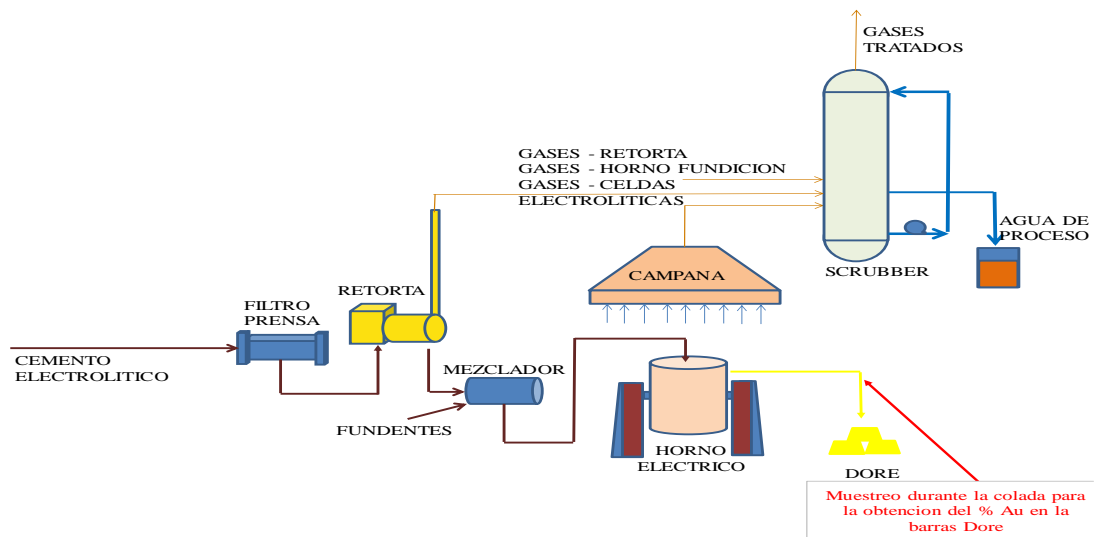 GASES
TRATADOS
GASES - RETORTA
GASES - HORNO FUNDICION
GASES - CELDAS
ELECTROLITICAS
AGUA DE
PROCESO
SCRUBBER
CAMPANA
RETORTA
FILTRO
PRENSA
CEMENTO
ELECTROLITICO
MEZCLADOR
FUNDENTES
HORNO
ELECTRICO
DORE
Muestreo durante la colada para
la obtencion del % Au en la
barras Dore